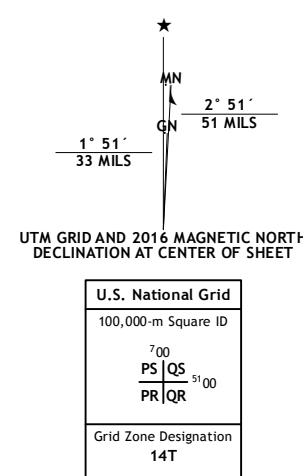 ★
MN
GN
2° 51´
51 MILS
1° 51´
33 MILS
UTM GRID AND 2016 MAGNETIC NORTH
DECLINATION AT CENTER OF SHEET
U.S. National Grid
100,000-m Square ID
⁷00
PS QS
⁵¹00
PR QR
Grid Zone Designation
14T